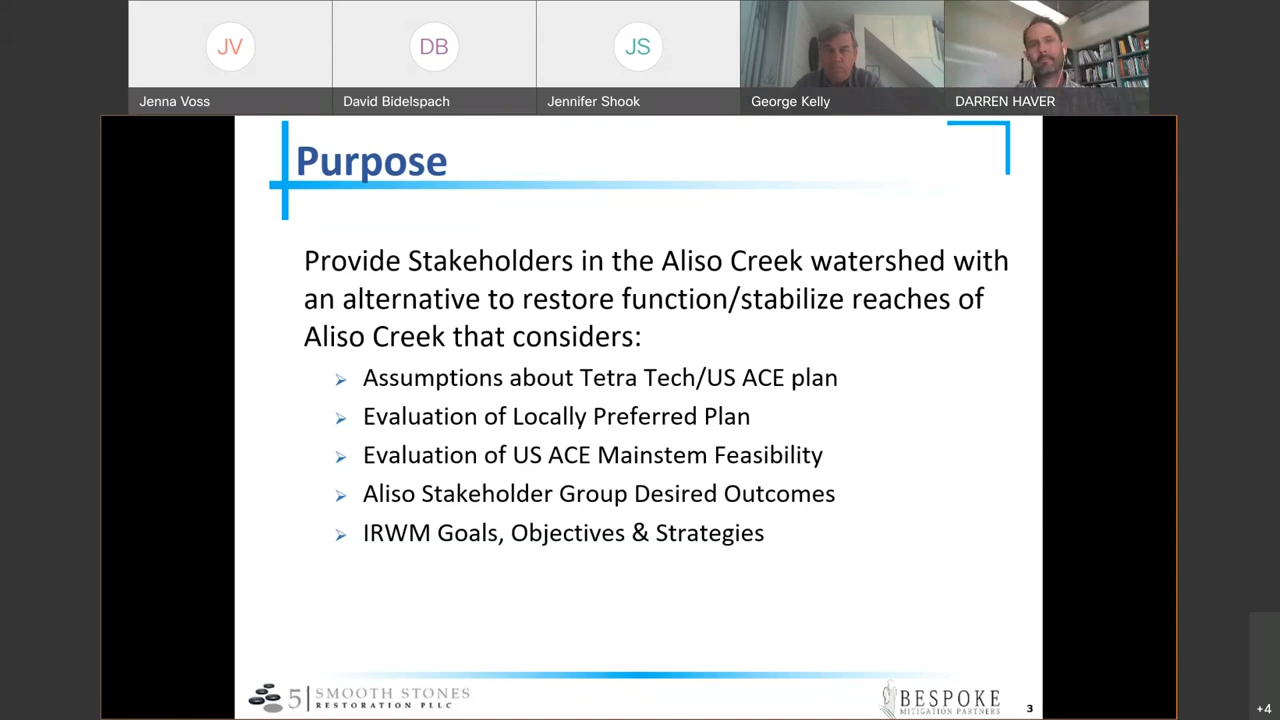 JV
DB
JS
Jenna Voss
David Bidelspach
Jennifer Shook
George Kelly
DARREN HAVER
Purpose
Provide Stakeholders in the Aliso Creek watershed with
an alternative to restore function/stabilize reaches of
Aliso Creek that considers:
Assumptions about Tetra Tech/US ACE plan
Evaluation of Locally Preferred Plan
Evaluation of US ACE Mainstem Feasibility
Aliso Stakeholder Group Desired Outcomes
IRWM Goals, Objectives & Strategies
5 SMOOTH STONES
RESTORATION PLLC
BESPOKE
MITIGATION PARTNERS
3
+4